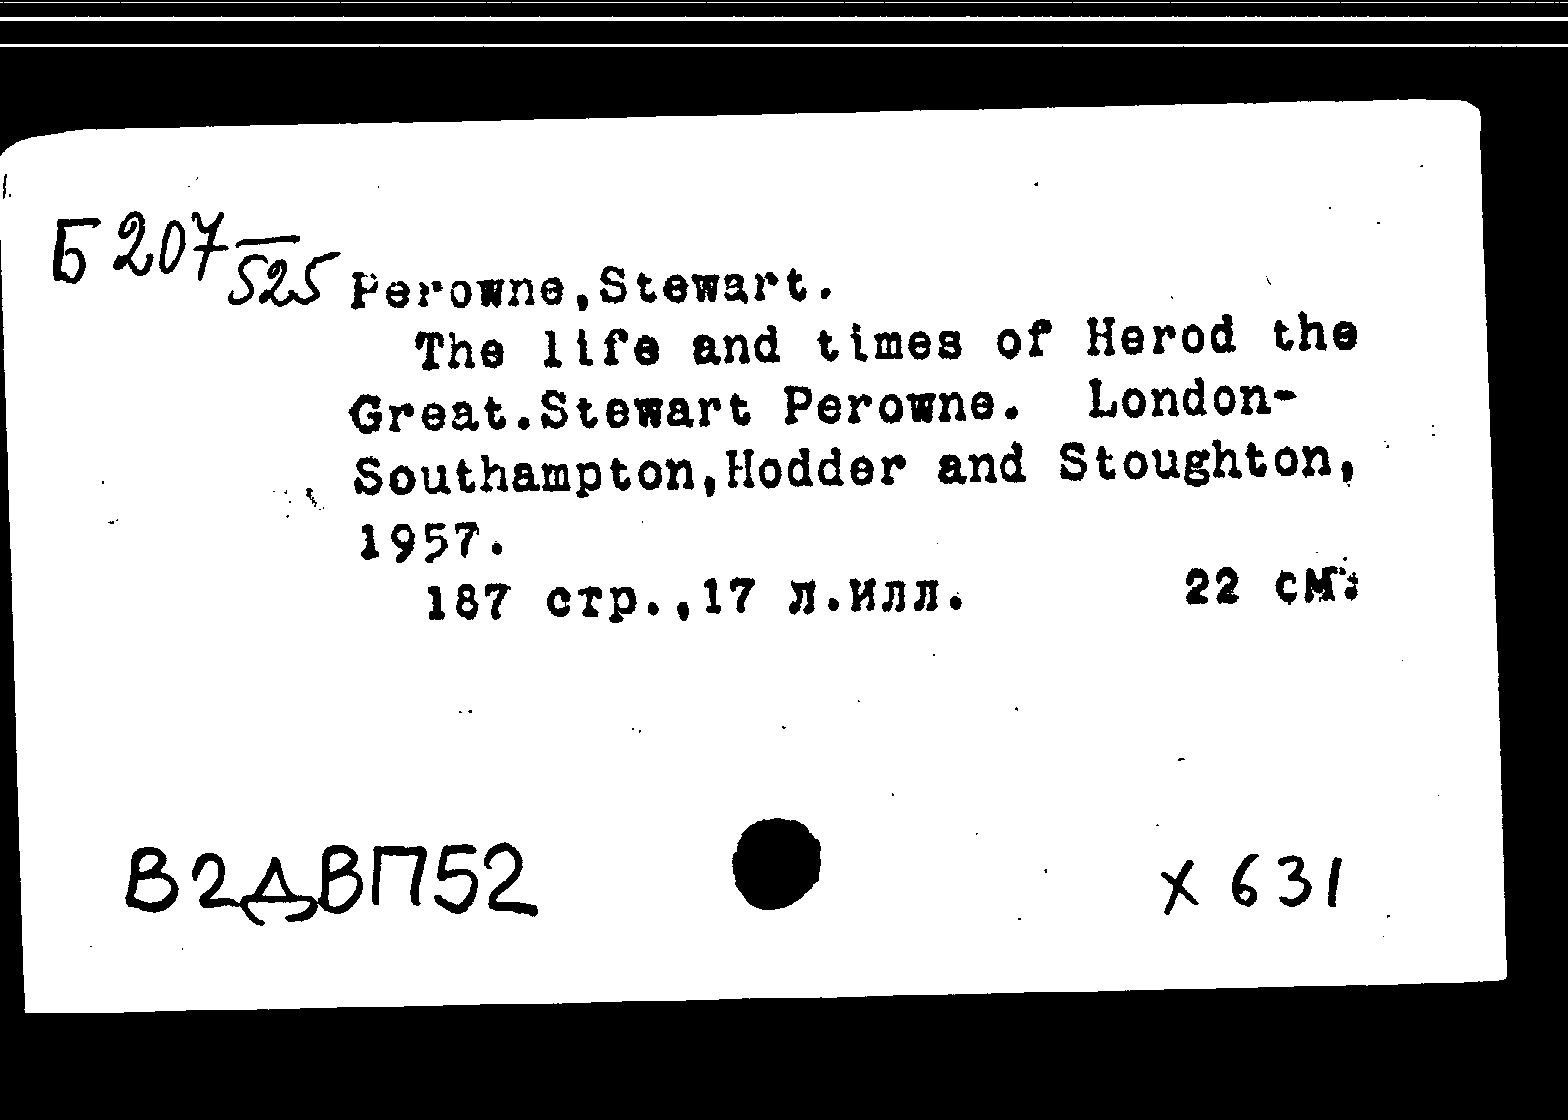 Б 207
525
Perowne,Stewart.
The life and times of Herod the
Great.Stewart Perowne. London-
Southampton,Hodder and Stoughton,
1957.
187 стр.,17 л.илл. 22 см.
В2ДВП52
х 631